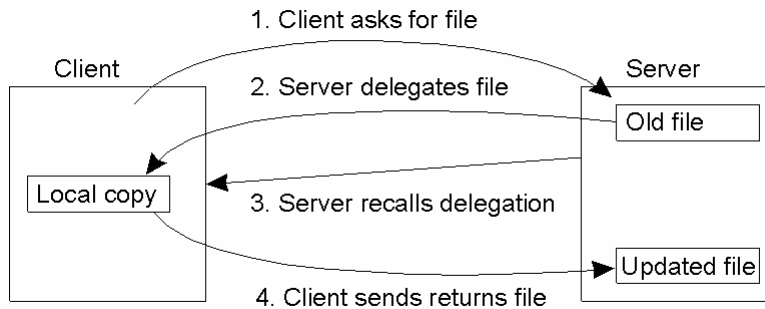 1. Client asks for file
Client
Server
2. Server delegates file
Old file
Local copy
3. Server recalls delegation
Updated file
4. Client sends returns file